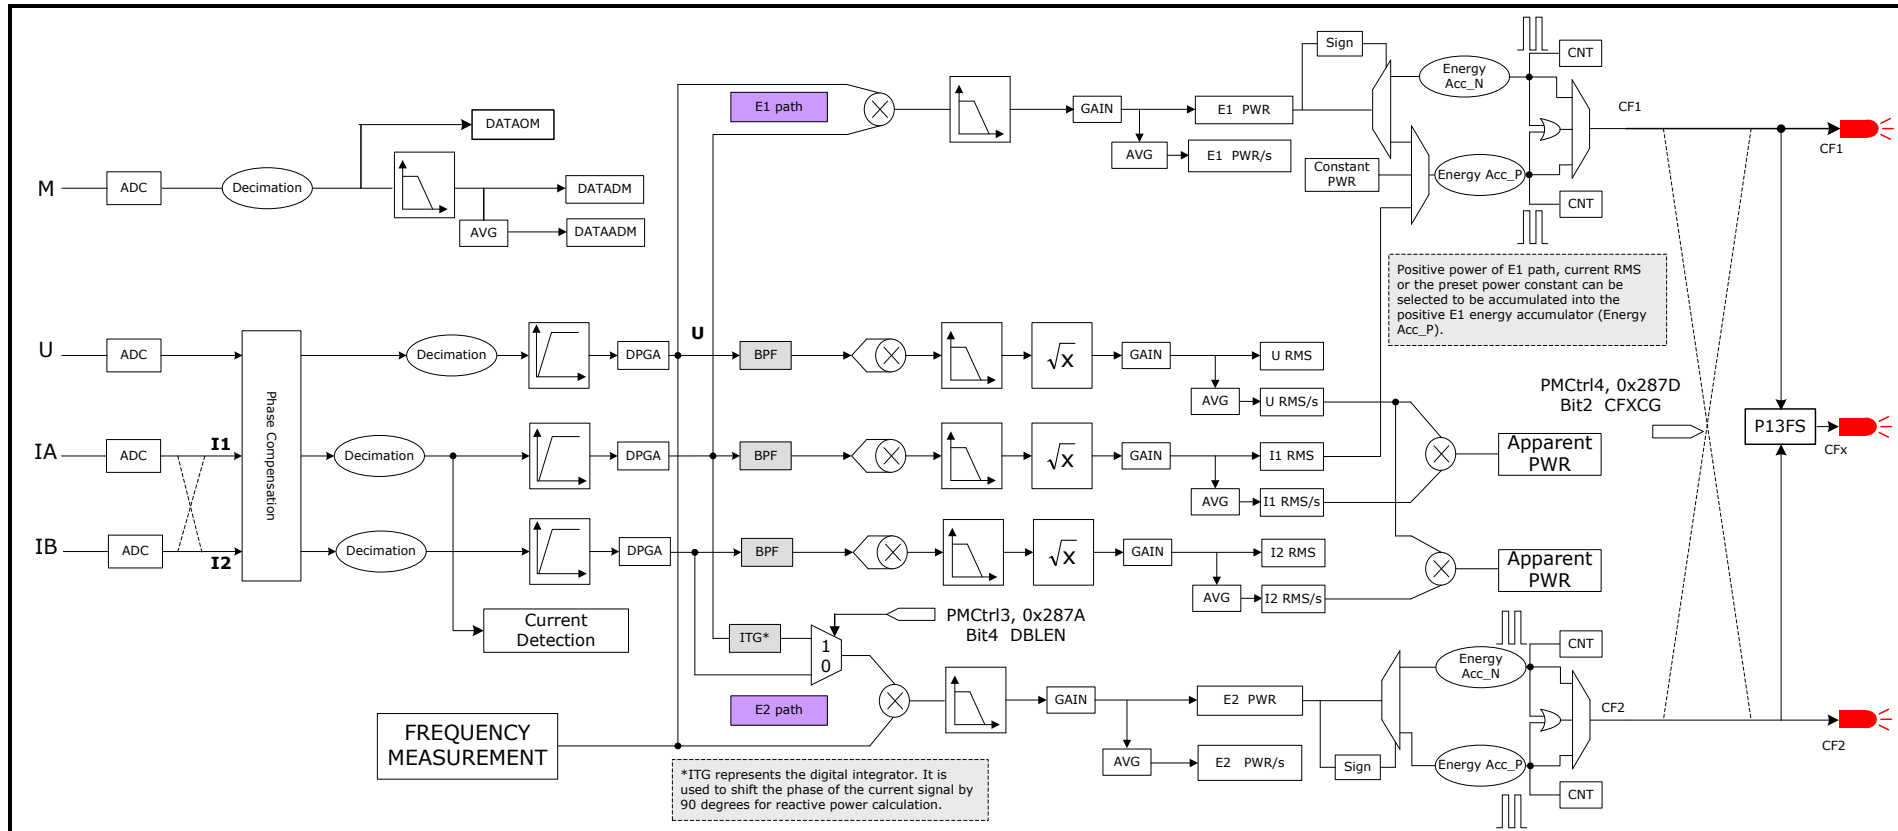 Sign
CNT
Energy
Acc_N
E1 path
CF1
GAIN
E1 PWR
DATAOM
CF1
AVG
E1 PWR/s
Constant
PWR
Energy Acc_P
M
ADC
Decimation
DATADM
CNT
AVG
DATAADM
Positive power of E1 path, current RMS
or the preset power constant can be
selected to be accumulated into the
positive E1 energy accumulator (Energy
Acc_P).
U
U
ADC
Decimation
DPGA
BPF
√x
GAIN
U RMS
AVG
U RMS/s
PMCtrl4, 0x287D
Bit2 CFXCG
Phase Compensation
P13FS
CFx
IA
ADC
I1
Decimation
DPGA
BPF
√x
GAIN
I1 RMS
Apparent
PWR
AVG
I1 RMS/s
IB
ADC
I2
Decimation
DPGA
BPF
√x
GAIN
I2 RMS
Apparent
PWR
AVG
I2 RMS/s
Current
Detection
ITG*
1
0
PMCtrl3, 0x287A
Bit4 DBLEN
CNT
Energy
Acc_N
E2 path
GAIN
E2 PWR
CF2
CF2
FREQUENCY
MEASUREMENT
AVG
E2 PWR/s
Sign
Energy Acc_P
CNT
*ITG represents the digital integrator. It is
used to shift the phase of the current signal by
90 degrees for reactive power calculation.